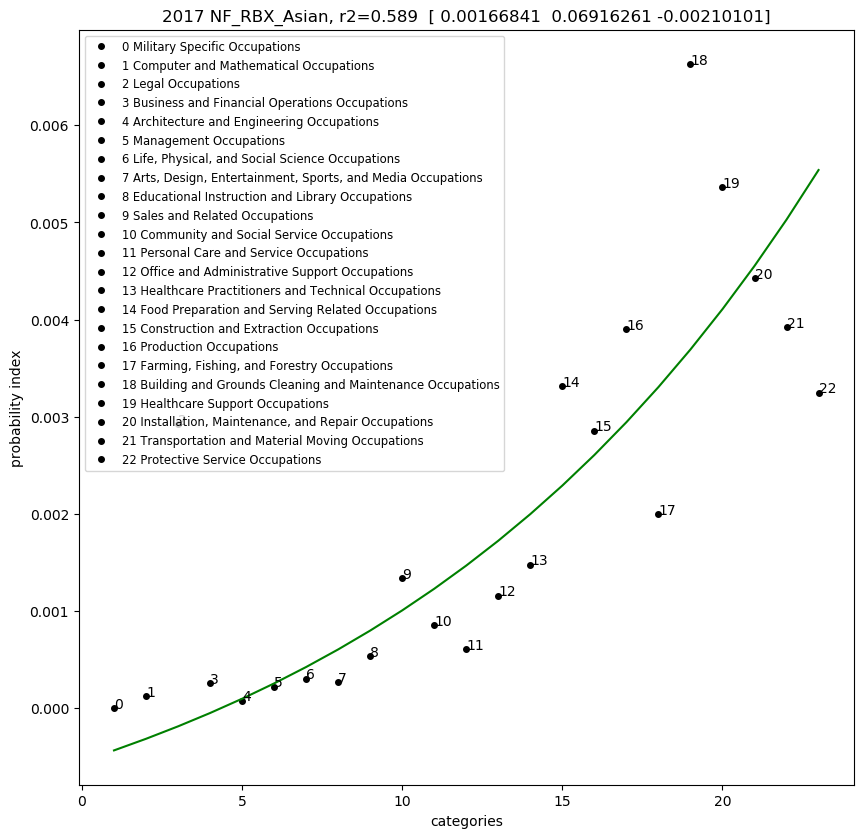 2017 NF_RBX_Asian, r2=0.589 [ 0.00166841 0.06916261 -0.00210101]
0 Military Specific Occupations
1 Computer and Mathematical Occupations
2 Legal Occupations
3 Business and Financial Operations Occupations
4 Architecture and Engineering Occupations
5 Management Occupations
6 Life, Physical, and Social Science Occupations
7 Arts, Design, Entertainment, Sports, and Media Occupations
8 Educational Instruction and Library Occupations
9 Sales and Related Occupations
10 Community and Social Service Occupations
11 Personal Care and Service Occupations
12 Office and Administrative Support Occupations
13 Healthcare Practitioners and Technical Occupations
14 Food Preparation and Serving Related Occupations
15 Construction and Extraction Occupations
16 Production Occupations
17 Farming, Fishing, and Forestry Occupations
18 Building and Grounds Cleaning and Maintenance Occupations
19 Healthcare Support Occupations
20 Installation, Maintenance, and Repair Occupations
21 Transportation and Material Moving Occupations
22 Protective Service Occupations
18
19
20
21
16
14
22
15
17
13
9
12
10
11
8
6
5
7
3
4
1
0
0.006
0.005
0.004
0.003
0.002
0.001
0.000
probability index
0
5
10
15
20
categories